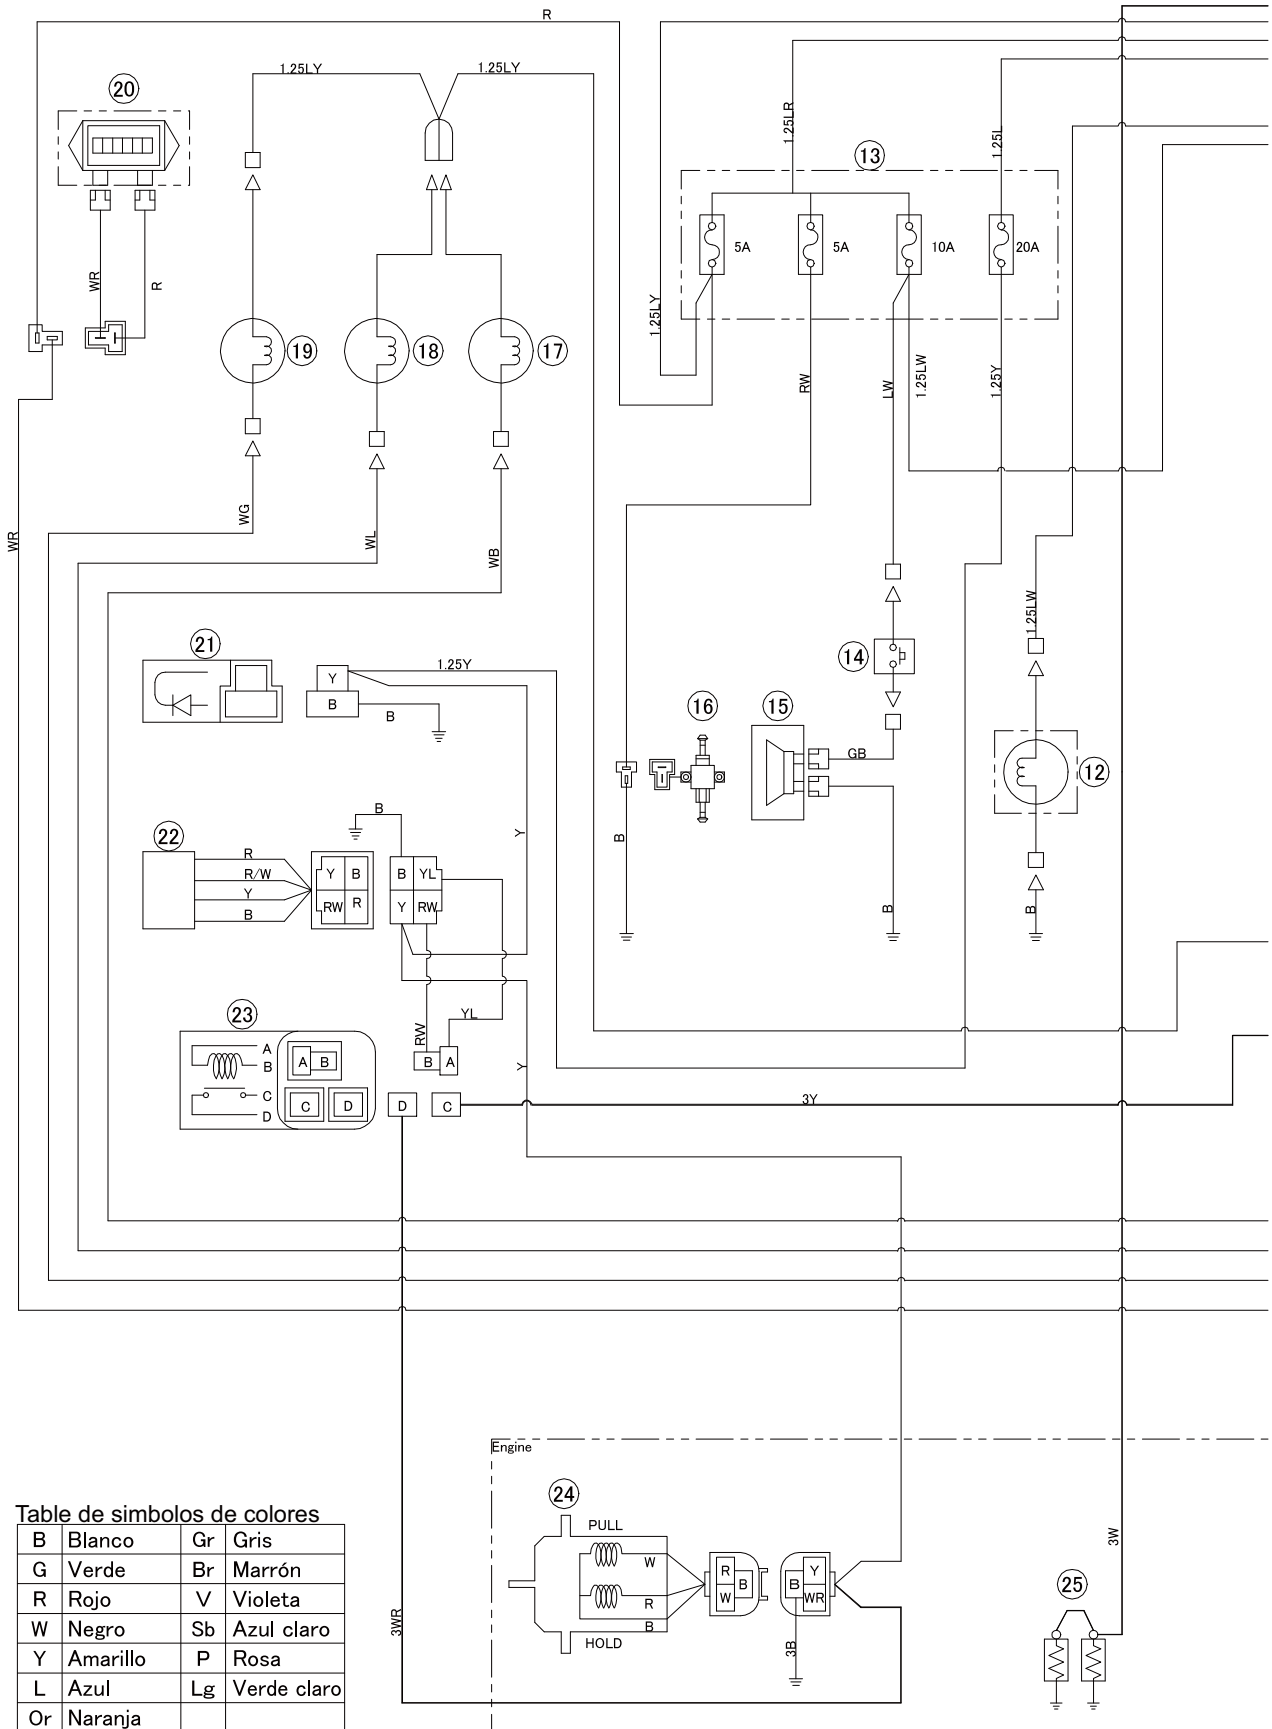 R
1.25LY
1.25LY
20
1.25LR
1.25L
13
5A
5A
10A
20A
WR
R
1.25LY
19
18
17
RW
LW
1.25LW
1.25Y
WG
WL
WB
WR
1.25LW
21
Y
B
1.25Y
B
14
16
15
GB
12
B
22
R
R/W
Y
B
Y
B
RW
R
B
YL
Y
RW
Y
B
B
B
23
A
B
C
D
A
B
C
D
RW
YL
B
A
D
C
Y
3Y
Engine
24
PULL
W
R
B
HOLD
R
B
W
Y
B
WR
3B
3WR
3W
25
Table de simbolos de colores
B Blanco Gr Gris
G Verde Br Marrón
R Rojo V Violeta
W Negro Sb Azul claro
Y Amarillo P Rosa
L Azul Lg Verde claro
Or Naranja